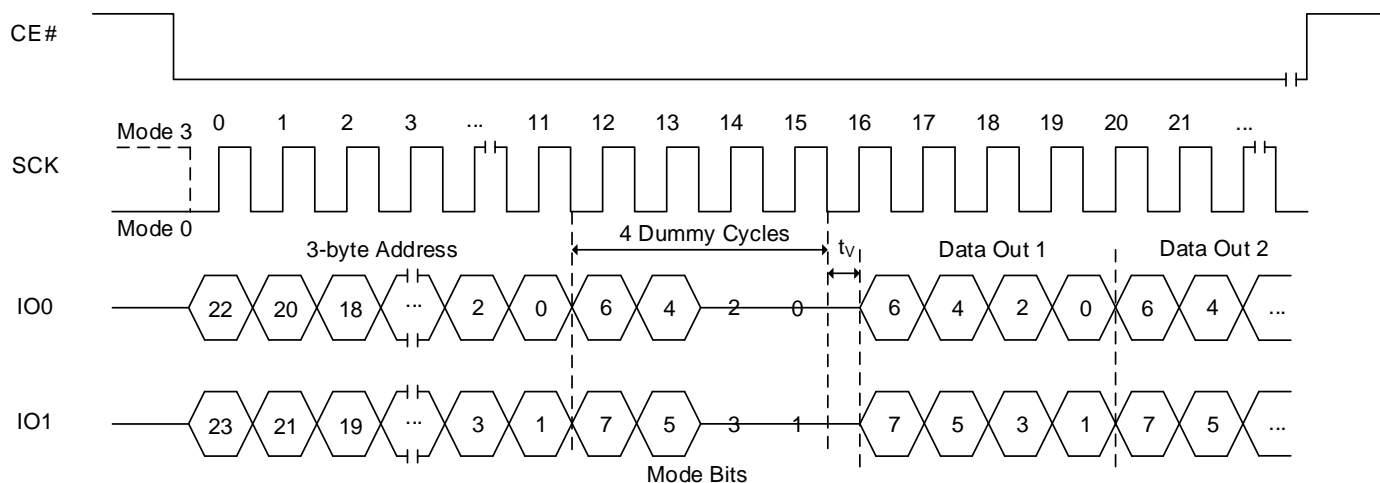 CE#
Mode 3 0 1 2 3 ... 11 12 13 14 15 16 17 18 19 20 21 ...
SCK
Mode 0
3-byte Address 4 Dummy Cycles tV Data Out 1 Data Out 2
IO0 22 20 18 ... 2 0 6 4 2 0 6 4 2 0 6 4 ...
IO1 23 21 19 ... 3 1 7 5 3 1 7 5 3 1 7 5 ...
Mode Bits